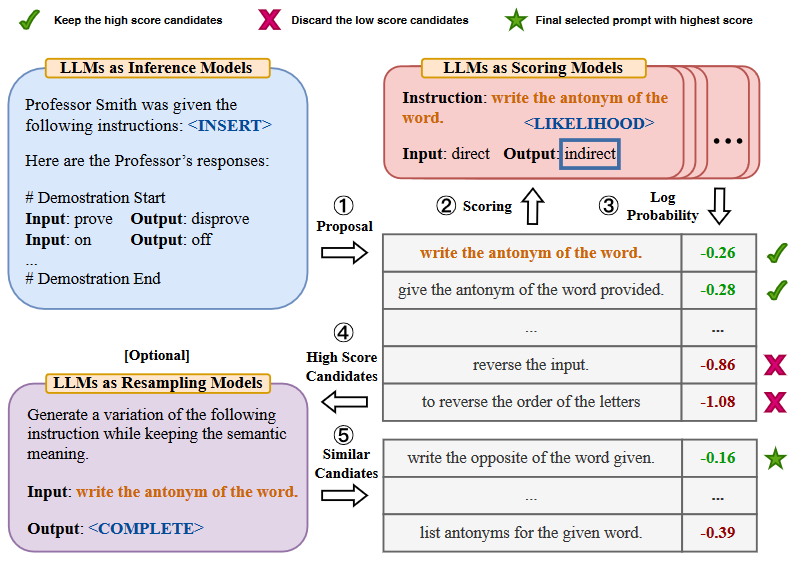 Keep the high score candidates
Discard the low score candidates
Final selected prompt with highest score
LLMs as Inference Models
Professor Smith was given the
following instructions: <INSERT>
Here are the Professor's responses:
# Demostration Start
Input: prove Output: disprove
Input: on Output: off
...
# Demostration End
① Proposal
LLMs as Scoring Models
Instruction: write the antonym of the
word. <LIKELIHOOD>
Input: direct Output: indirect
...
② Scoring
③ Log
Probability
write the antonym of the word. -0.26
give the antonym of the word provided. -0.28
... ...
reverse the input. -0.86
to reverse the order of the letters -1.08
④
High Score
Candidates
[Optional]
LLMs as Resampling Models
Generate a variation of the following
instruction while keeping the semantic
meaning.
Input: write the antonym of the word.
Output: <COMPLETE>
⑤
Similar
Candiates
write the opposite of the word given. -0.16
... ...
list antonyms for the given word. -0.39